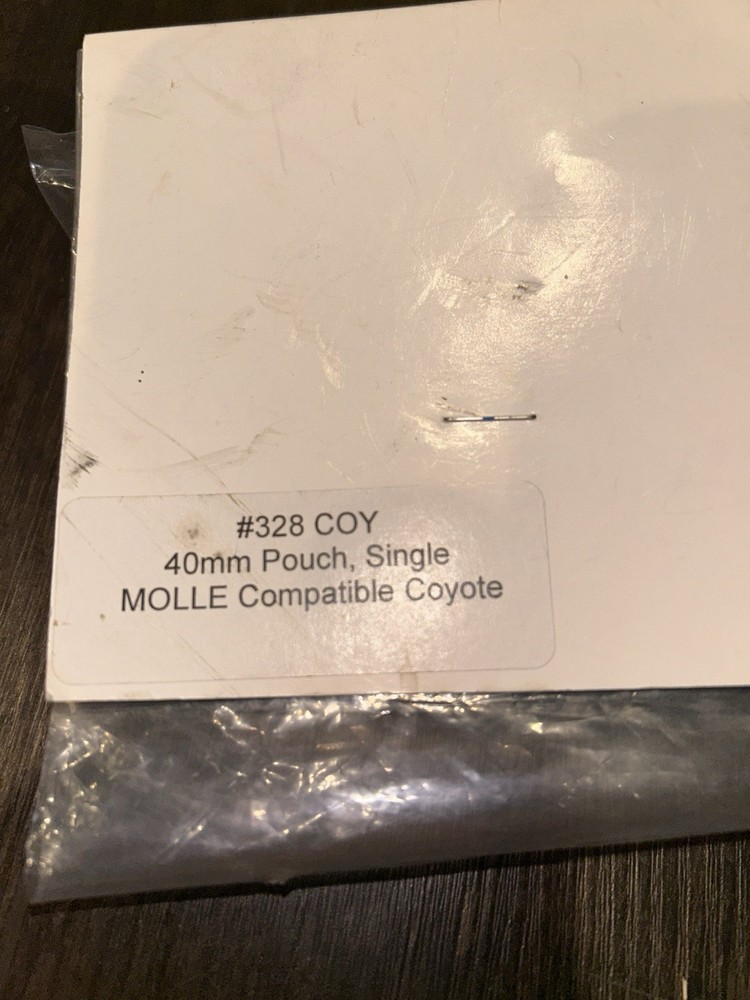 #328 COY
40mm Pouch, Single
MOLLE Compatible Coyote